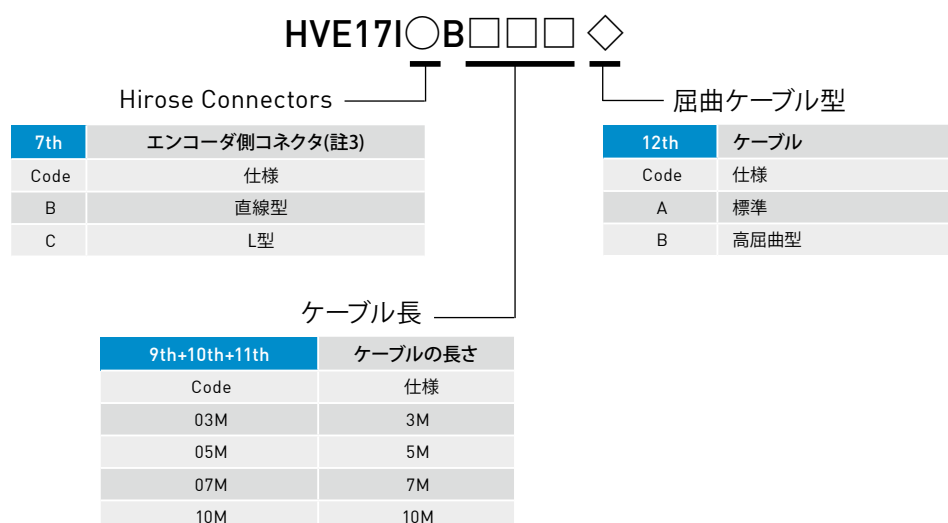 HVE17I○B□□□ ◇
Hirose Connectors
屈曲ケーブル型
7th エンコーダ側コネクタ(註3)
Code 仕様
B 直線型
C L型
12th ケーブル
Code 仕様
A 標準
B 高屈曲型
ケーブル長
9th+10th+11th ケーブルの長さ
Code 仕様
03M 3M
05M 5M
07M 7M
10M 10M